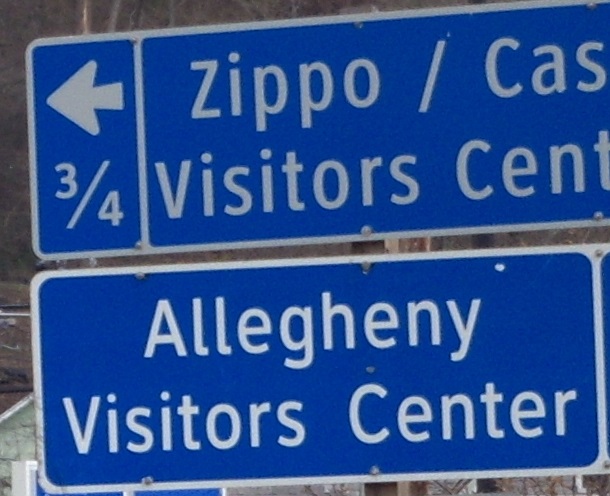 Zippo / Cas
3/4
Visitors Cent
Allegheny
Visitors Center